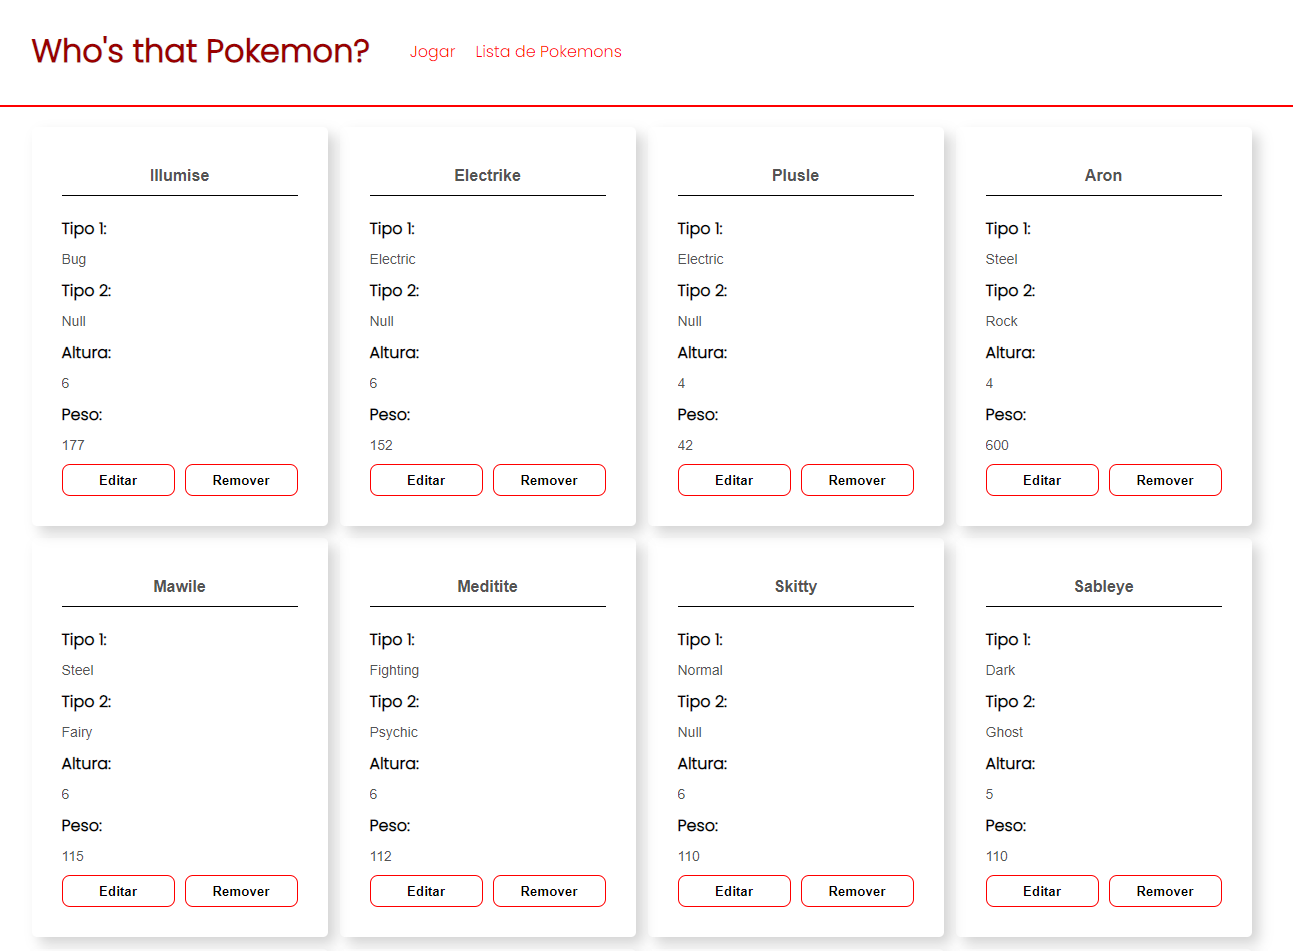 Who's that Pokemon?
Jogar
Lista de Pokemons
Illumise
Tipo 1:
Bug
Tipo 2:
Null
Altura:
6
Peso:
177
Editar
Remover
Electrike
Tipo 1:
Electric
Tipo 2:
Null
Altura:
6
Peso:
152
Editar
Remover
Plusle
Tipo 1:
Electric
Tipo 2:
Null
Altura:
4
Peso:
42
Editar
Remover
Aron
Tipo 1:
Steel
Tipo 2:
Rock
Altura:
4
Peso:
600
Editar
Remover
Mawile
Tipo 1:
Steel
Tipo 2:
Fairy
Altura:
6
Peso:
115
Editar
Remover
Meditite
Tipo 1:
Fighting
Tipo 2:
Psychic
Altura:
6
Peso:
112
Editar
Remover
Skitty
Tipo 1:
Normal
Tipo 2:
Null
Altura:
6
Peso:
110
Editar
Remover
Sableye
Tipo 1:
Dark
Tipo 2:
Ghost
Altura:
5
Peso:
110
Editar
Remover